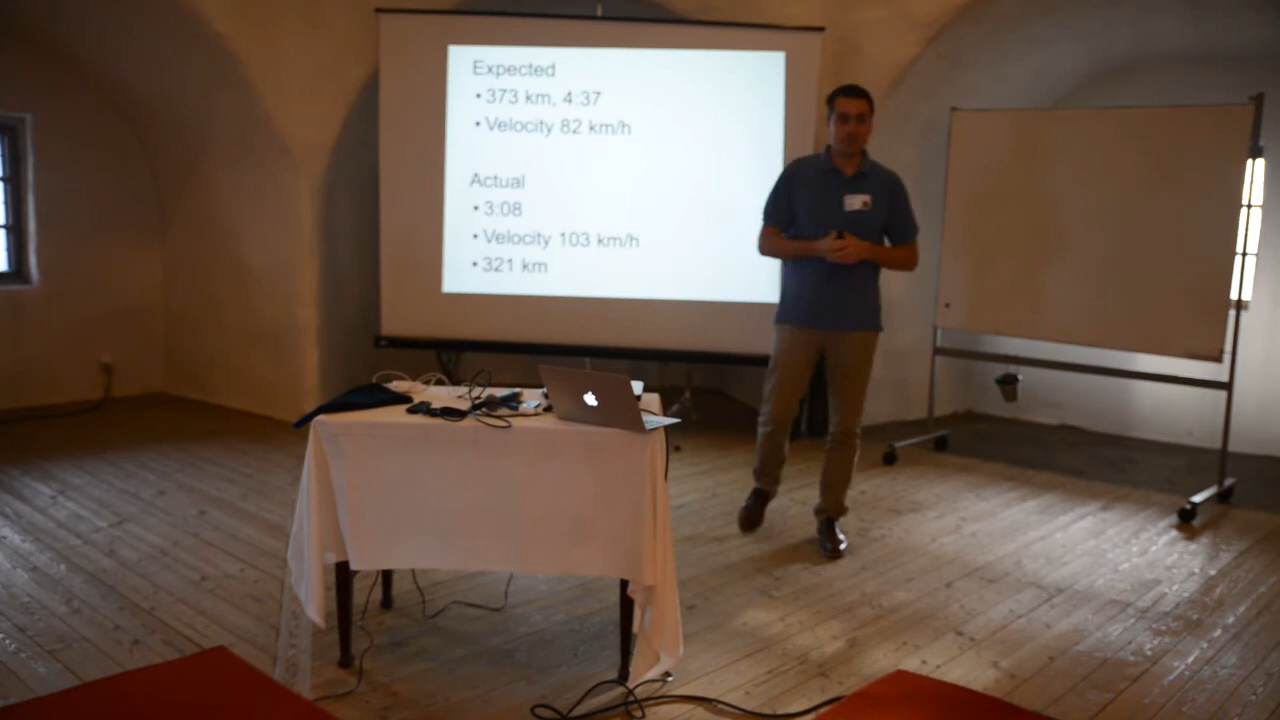 Expected
• 373 km, 4:37
• Velocity 82 km/h
Actual
• 3:08
• Velocity 103 km/h
• 321 km